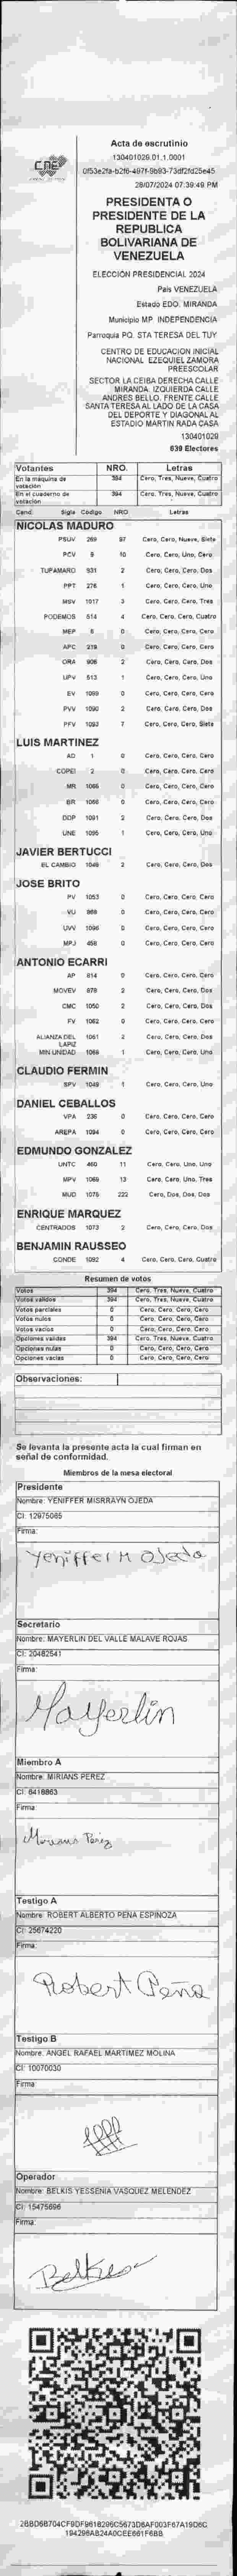 CNE
Acta de escrutinio
130401029.01.1.0001
28/07/2024 07:39:49 PM
PRESIDENTA O
PRESIDENTE DE LA
REPUBLICA
BOLIVARIANA DE
VENEZUELA
ELECCIÓN PRESIDENCIAL 2024
País VENEZUELA
Estado EDO. MIRANDA
Municipio MP. INDEPENDENCIA
Parroquia PQ. STA TERESA DEL TUY
CENTRO DE EDUCACION INICIAL
NACIONAL EZEQUIEL ZAMORA
PREESCOLAR
SECTOR LA CEIBA DERECHA CALLE
MIRANDA. IZQUIERDA CALLE
ANDRES BELLO. FRENTE CALLE
SANTA TERESA AL LADO DE LA CASA
DEL DEPORTE Y DIAGONAL AL
ESTADIO MARTIN RADA CASA
130401029
639 Electores
Votantes NRO. Letras
En la máquina de votación 394 Cero, Tres, Nueve, Cuatro
En el cuaderno de votación 394 Cero, Tres, Nueve, Cuatro
Cand. Sigla Código NRO Letras
NICOLAS MADURO
PSUV 269 97 Cero, Cero, Nueve, Siete
PCV 9 10 Cero, Cero, Uno, Cero
TUPAMARO 531 2 Cero, Cero, Cero, Dos
PPT 276 1 Cero, Cero, Cero, Uno
MSV 1017 3 Cero, Cero, Cero, Tres
PODEMOS 514 4 Cero, Cero, Cero, Cuatro
MEP 6 0 Cero, Cero, Cero, Cero
APC 219 0 Cero, Cero, Cero, Cero
ORA 906 2 Cero, Cero, Cero, Dos
UPV 513 1 Cero, Cero, Cero, Uno
EV 1089 0 Cero, Cero, Cero, Cero
PVV 1090 2 Cero, Cero, Cero, Dos
PFV 1093 7 Cero, Cero, Cero, Siete
LUIS MARTINEZ
AD 1 0 Cero, Cero, Cero, Cero
COPEI 2 0 Cero, Cero, Cero, Cero
MR 1065 0 Cero, Cero, Cero, Cero
BR 1066 0 Cero, Cero, Cero, Cero
DDP 1091 2 Cero, Cero, Cero, Dos
UNE 1095 1 Cero, Cero, Cero, Uno
JAVIER BERTUCCI
EL CAMBIO 1048 2 Cero, Cero, Cero, Dos
JOSE BRITO
PV 1053 0 Cero, Cero, Cero, Cero
VU 969 0 Cero, Cero, Cero, Cero
UVV 1096 0 Cero, Cero, Cero, Cero
MPJ 458 0 Cero, Cero, Cero, Cero
ANTONIO ECARRI
AP 814 0 Cero, Cero, Cero, Cero
MOVEV 878 2 Cero, Cero, Cero, Dos
CMC 1050 2 Cero, Cero, Cero, Dos
FV 1062 0 Cero, Cero, Cero, Cero
ALIANZA DEL LAPIZ 1061 2 Cero, Cero, Cero, Dos
MIN UNIDAD 1068 1 Cero, Cero, Cero, Uno
CLAUDIO FERMIN
SPV 1049 1 Cero, Cero, Cero, Uno
DANIEL CEBALLOS
VPA 236 0 Cero, Cero, Cero, Cero
AREPA 1094 0 Cero, Cero, Cero, Cero
EDMUNDO GONZALEZ
UNTC 460 11 Cero, Cero, Uno, Uno
MPV 1069 13 Cero, Cero, Uno, Tres
MUD 1075 222 Cero, Dos, Dos, Dos
ENRIQUE MARQUEZ
CENTRADOS 1073 2 Cero, Cero, Cero, Dos
BENJAMIN RAUSSEO
CONDE 1092 4 Cero, Cero, Cero, Cuatro
Resumen de votos
Votos 394 Cero, Tres, Nueve, Cuatro
Votos válidos 394 Cero, Tres, Nueve, Cuatro
Votos parciales 0 Cero, Cero, Cero, Cero
Votos nulos 0 Cero, Cero, Cero, Cero
Votos vacíos 0 Cero, Cero, Cero, Cero
Opciones válidas 394 Cero, Tres, Nueve, Cuatro
Opciones nulas 0 Cero, Cero, Cero, Cero
Opciones vacías 0 Cero, Cero, Cero, Cero
Observaciones:
Se levanta la presente acta la cual firman en
señal de conformidad.
Miembros de la mesa electoral
Presidente
Nombre: YENIFFER MISRRAYN OJEDA
CI: 12975065
Firma:
Yeniffer M Ojeda
Secretario
Nombre: MAYERLIN DEL VALLE MALAVE ROJAS
CI: 20482541
Firma:
Mayerlin
Miembro A
Nombre: MIRIANS PEREZ
CI: 6418863
Firma:
Mirians Perez
Testigo A
Nombre: ROBERT ALBERTO PEÑA ESPINOZA
CI: 25674220
Firma:
Robert Peña
Testigo B
Nombre: ANGEL RAFAEL MARTIMEZ MOLINA
CI: 10070030
Firma:
Operador
Nombre: BELKIS YESSENIA VASQUEZ MELENDEZ
CI: 15475696
Firma:
Belkis